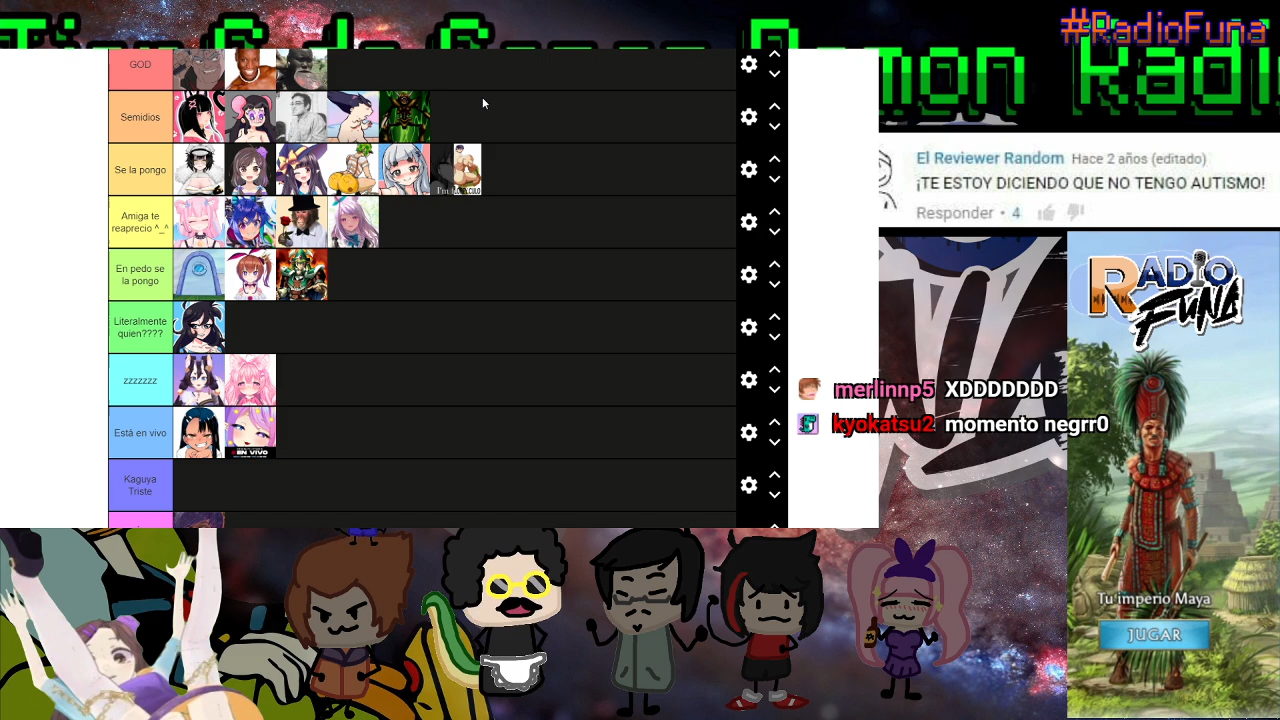 #RadioFuna
GOD
Semidios
Se la pongo
Amiga te
reaprecio ^_^
En pedo se
la pongo
Literalmente
quien????
zzzzzzz
Está en vivo
EN VIVO
Kaguya
Triste
El Reviewer Random Hace 2 años (editado)
¡TE ESTOY DICIENDO QUE NO TENGO AUTISMO!
Responder • 4
RADIO
FUNA
merlinnp5 XDDDDDDD
kyokatsu2 momento negrr0
Tu imperio Maya
JUGAR